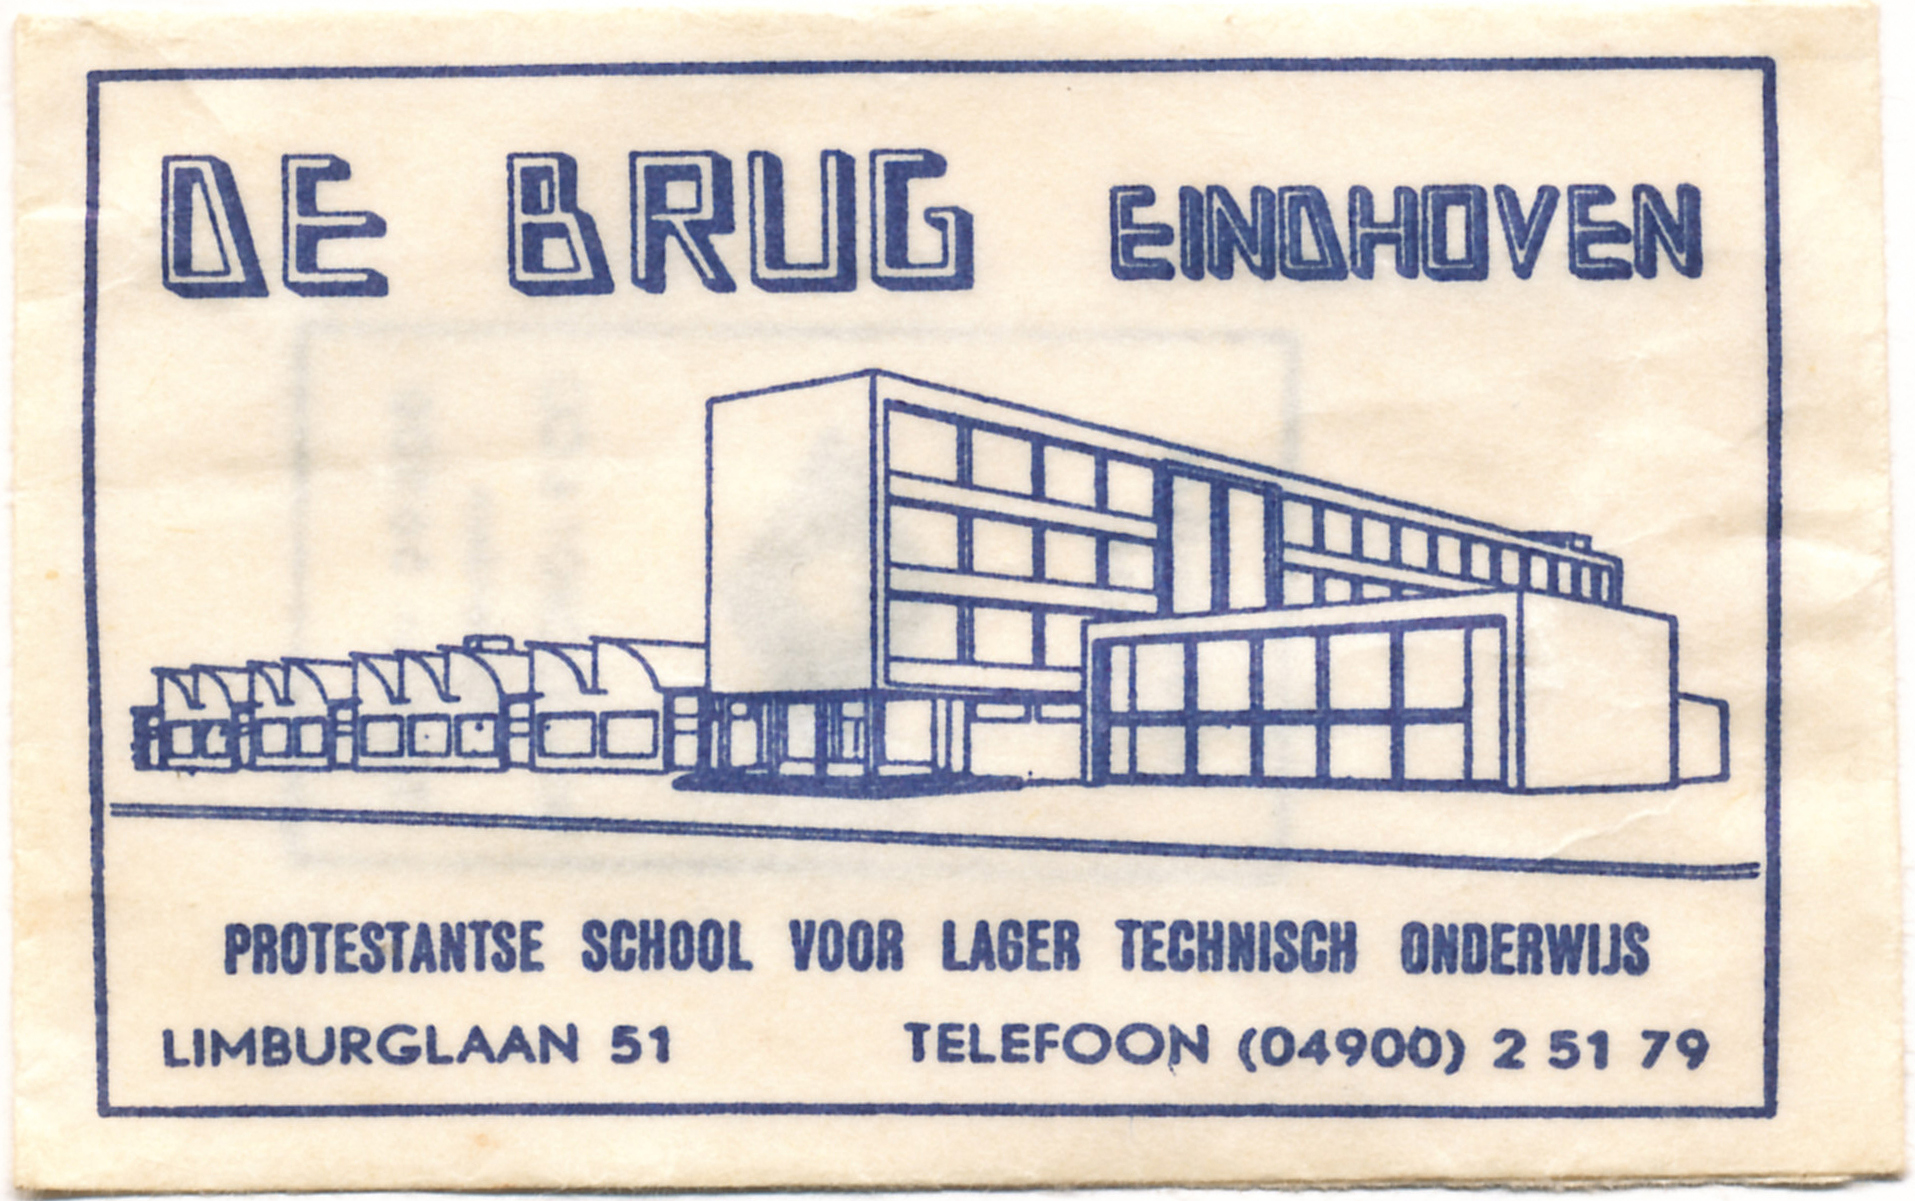 DE BRUG EINDHOVEN
PROTESTANTSE SCHOOL VOOR LAGER TECHNISCH ONDERWIJS
LIMBURGLAAN 51 TELEFOON (04900) 2 51 79